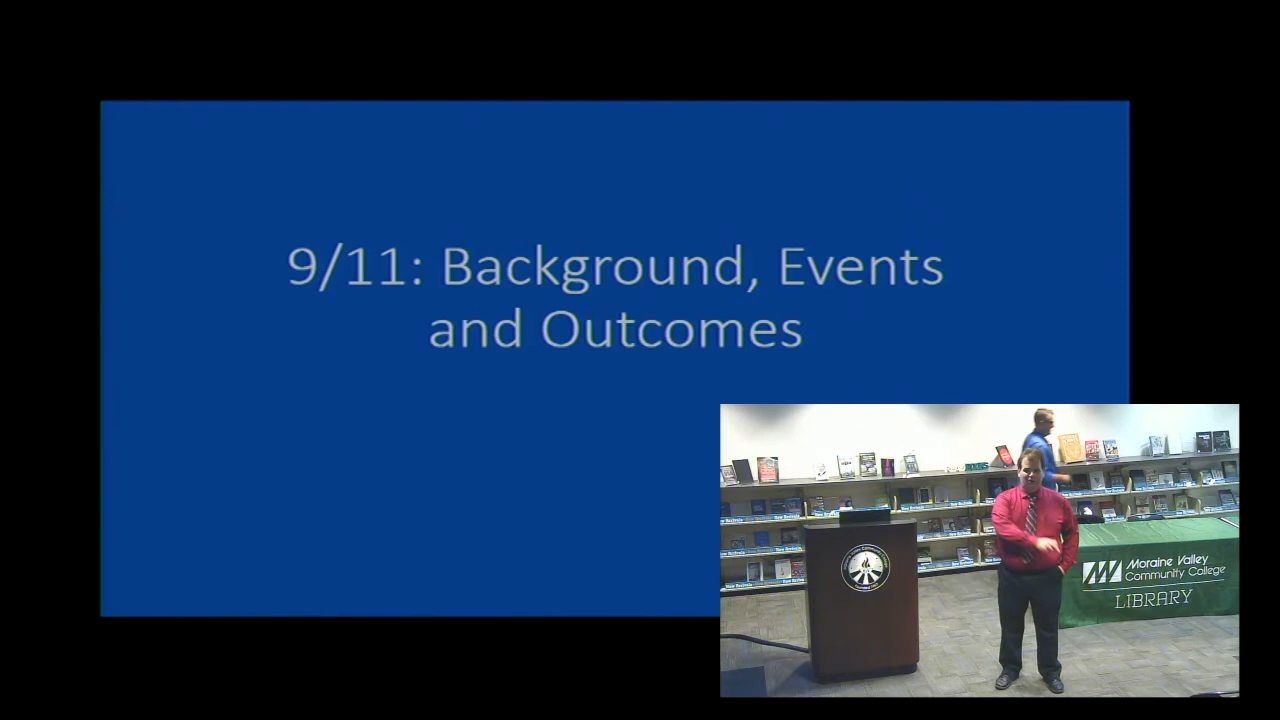 9/11: Background, Events
and Outcomes
Moraine Valley
Community College
LIBRARY